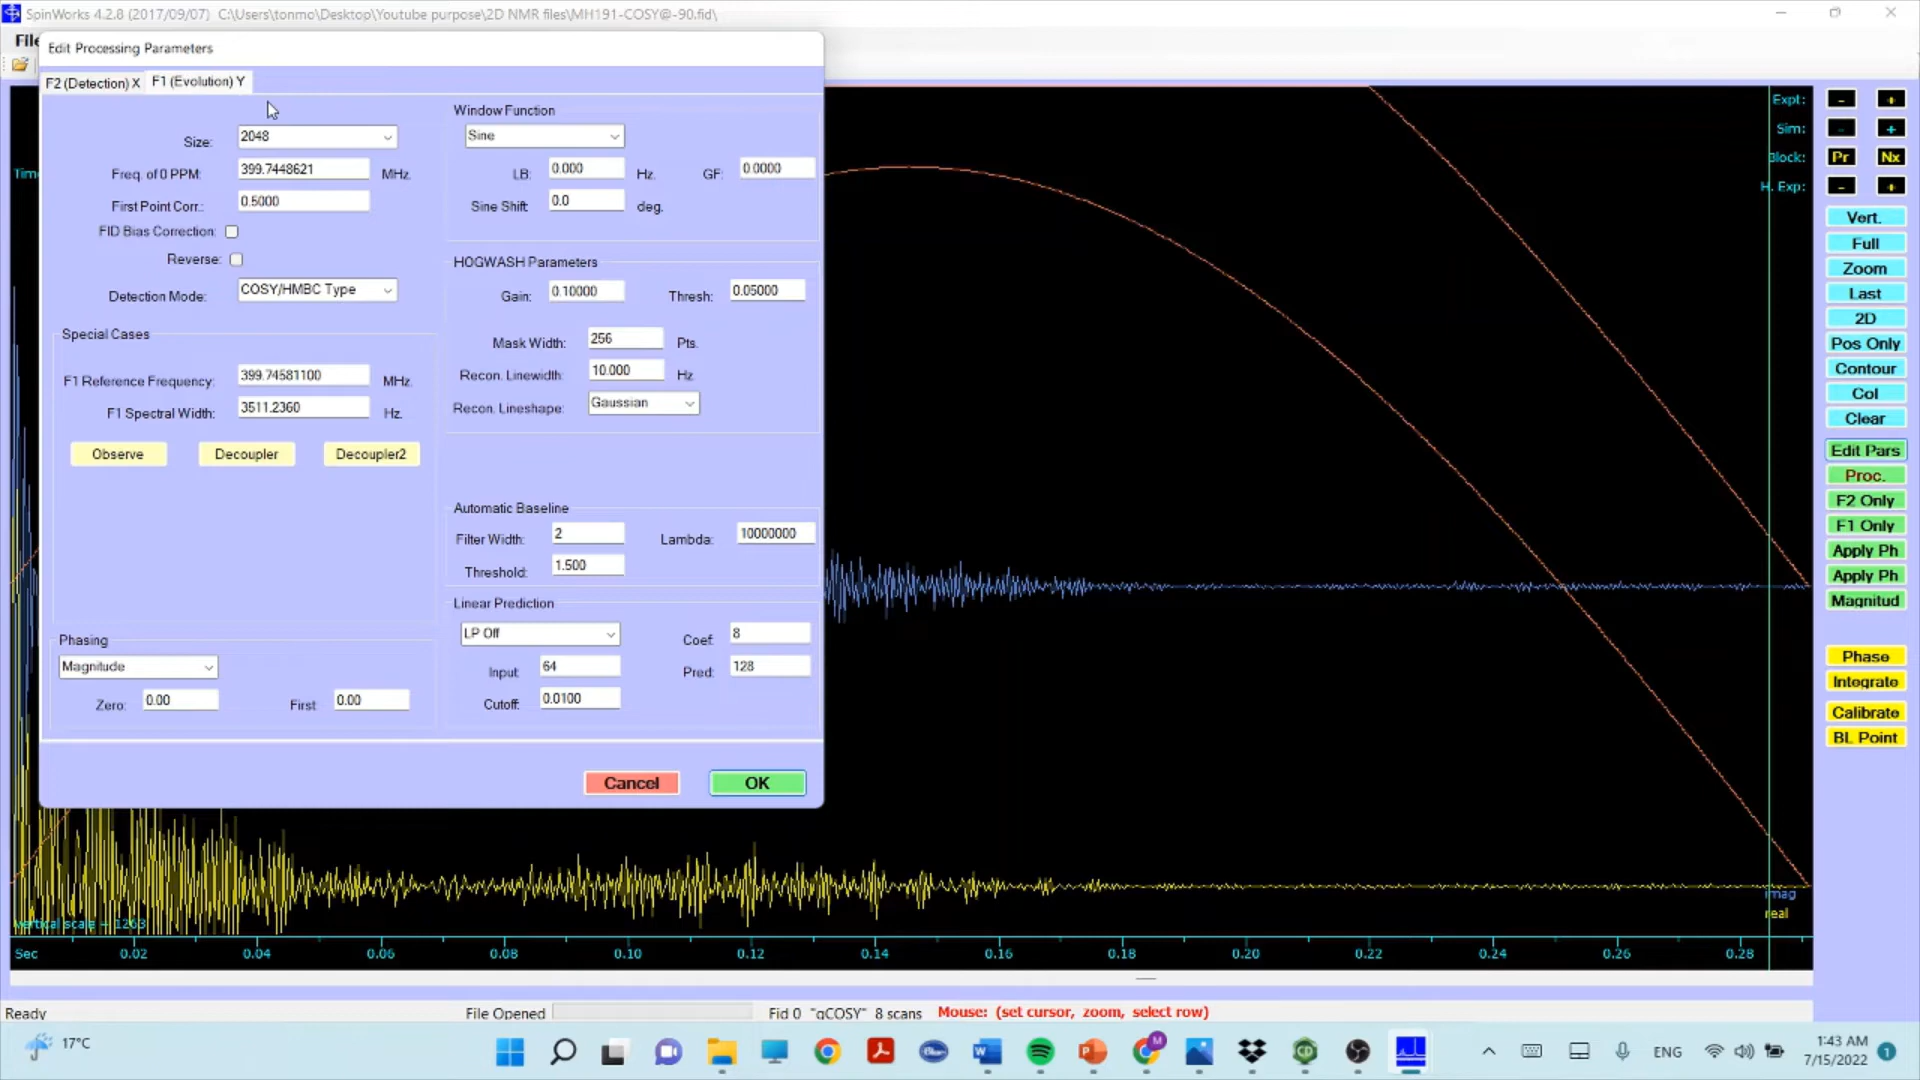 SpinWorks 4.2.8 (2017/09/07)   C:\Users\tonmo\Desktop\Youtube purpose\2D NMR files\MH191-COSY@-90.fid\
File
Edit Processing Parameters
F2 (Detection) X
F1 (Evolution) Y
Size: 2048
Freq. of 0 PPM: 399.7448621 MHz.
First Point Corr.: 0.5000
FID Bias Correction:
Reverse:
Detection Mode: COSY/HMBC Type
Special Cases
F1 Reference Frequency: 399.74581100 MHz.
F1 Spectral Width: 3511.2360 Hz.
Observe
Decoupler
Decoupler2
Phasing
Magnitude
Zero: 0.00 First 0.00
Window Function
Sine
LB: 0.000 Hz. GF: 0.0000
Sine Shift: 0.0 deg.
HOGWASH Parameters
Gain: 0.10000 Thresh: 0.05000
Mask Width: 256 Pts.
Recon. Linewidth: 10.000 Hz
Recon. Lineshape: Gaussian
Automatic Baseline
Filter Width: 2 Lambda: 10000000
Threshold: 1.500
Linear Prediction
LP Off Coef: 8
Input: 64 Pred: 128
Cutoff: 0.0100
Cancel
OK
Time
Expt: - +
Sim: - +
Block: Pr Nx
H. Exp: - +
Vert.
Full
Zoom
Last
2D
Pos Only
Contour
Col
Clear
Edit Pars
Proc.
F2 Only
F1 Only
Apply Ph
Apply Ph
Magnitud
Phase
Integrate
Calibrate
BL Point
imag
real
vertical scale = 1263
Sec 0.02 0.04 0.06 0.08 0.10 0.12 0.14 0.16 0.18 0.20 0.22 0.24 0.26 0.28
Ready
File Opened
Fid 0 "gCOSY" 8 scans
Mouse: (set cursor, zoom, select row)
17°C
M
W
P
CD
ENG
1:43 AM
7/15/2022
1